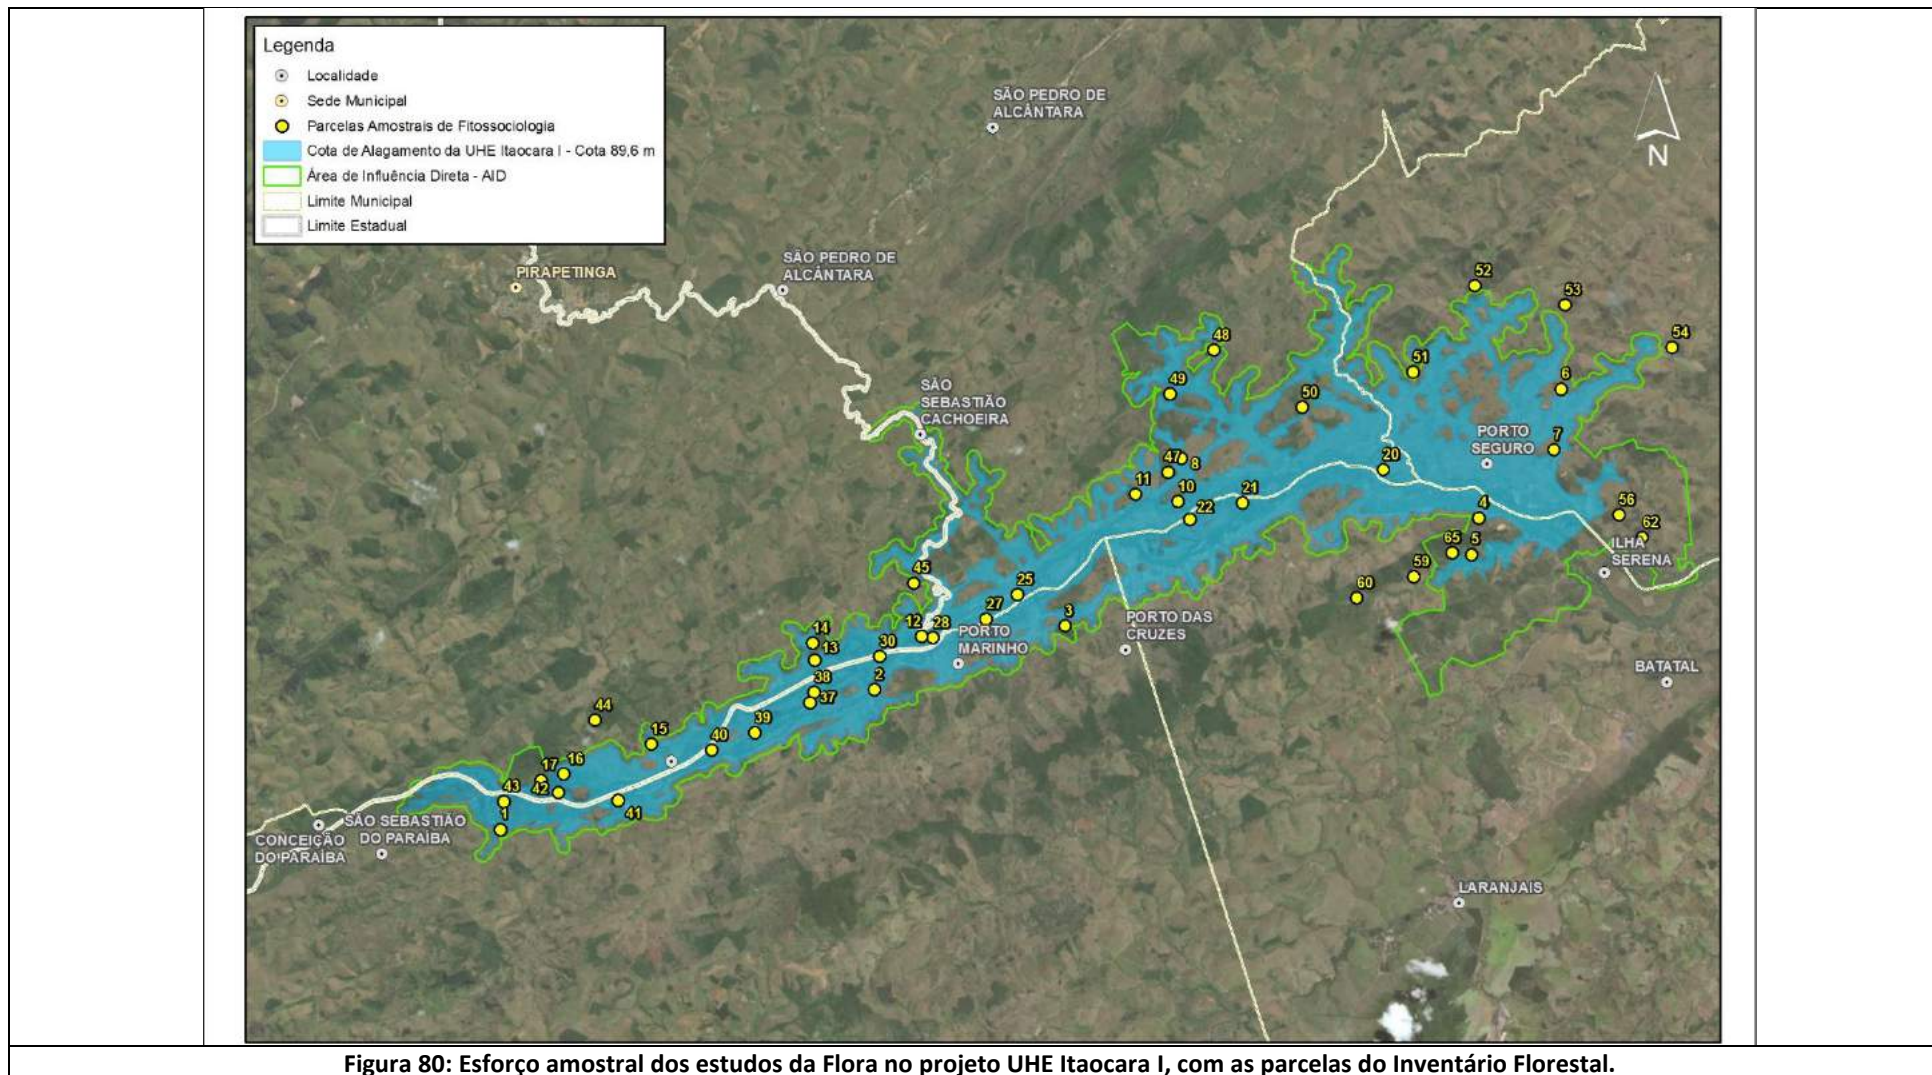 Legenda
Localidade
Sede Municipal
Parcelas Amostrais de Fitossociologia
Cota de Alagamento da UHE Itaocara I - Cota 89,6 m
Área de Influência Direta - AID
Limite Municipal
Limite Estadual
SÃO PEDRO DE
ALCÂNTARA
N
PIRAPETINGA
SÃO PEDRO DE
ALCÂNTARA
52
53
48
54
51
49
6
SÃO
SEBASTIÃO
CACHOEIRA
50
7
PORTO
SEGURO
47
8
20
11
10
21
22
4
56
62
65
5
ILHA
SERENA
45
59
60
25
27
3
12
28
PORTO
MARINHO
PORTO DAS
CRUZES
14
13
30
2
38
37
BATATAL
44
15
39
40
17
16
42
43
41
1
SÃO SEBASTIÃO
DO PARAÍBA
CONCEIÇÃO
DO PARAÍBA
LARANJAIS
Figura 80: Esforço amostral dos estudos da Flora no projeto UHE Itaocara I, com as parcelas do Inventário Florestal.